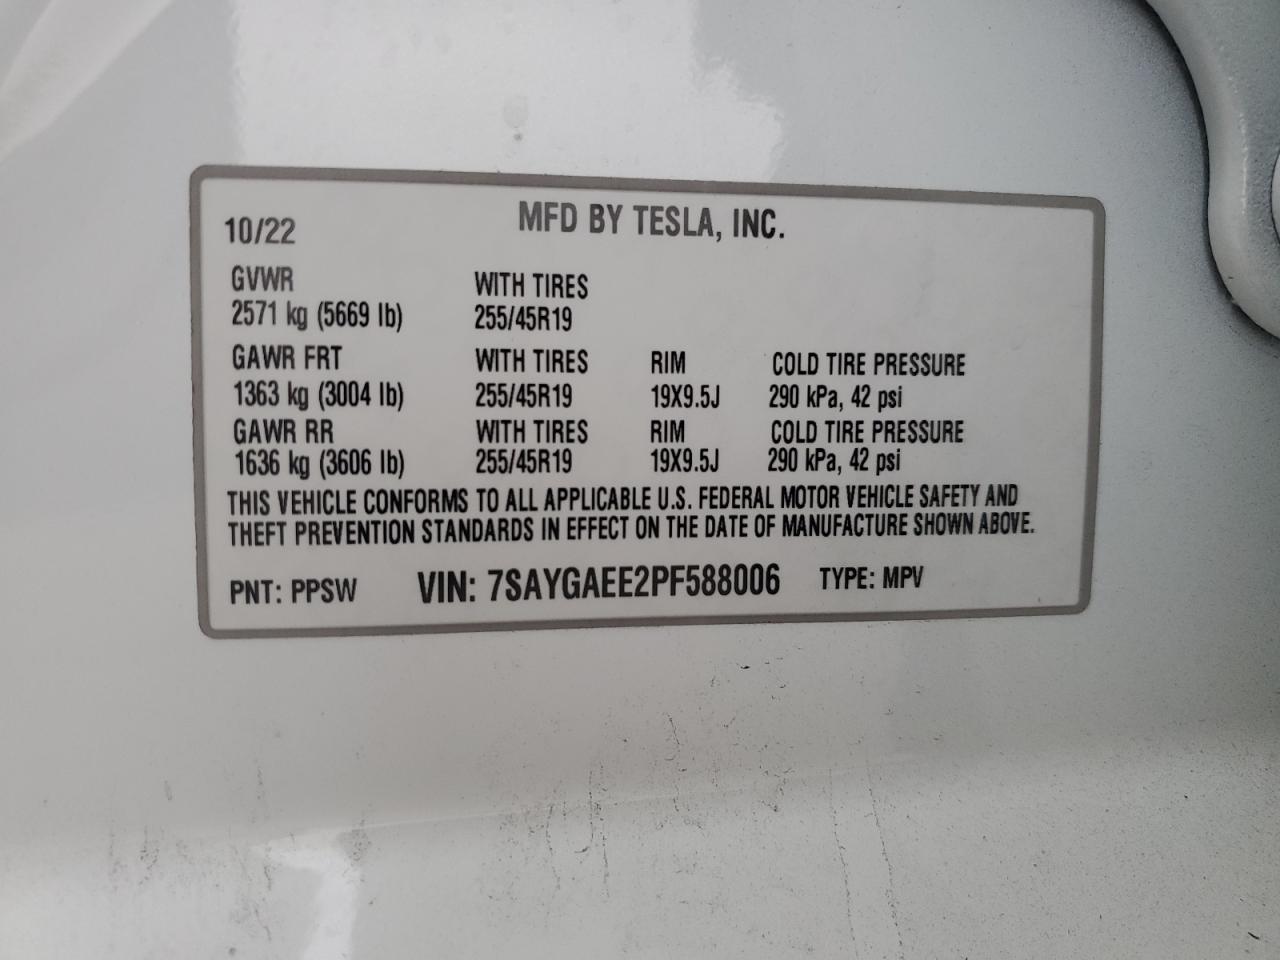 MFD BY TESLA, INC.
10/22
GVWR WITH TIRES
2571 kg (5669 lb) 255/45R19
GAWR FRT WITH TIRES RIM COLD TIRE PRESSURE
1363 kg (3004 lb) 255/45R19 19X9.5J 290 kPa, 42 psi
GAWR RR WITH TIRES RIM COLD TIRE PRESSURE
1636 kg (3606 lb) 255/45R19 19X9.5J 290 kPa, 42 psi
THIS VEHICLE CONFORMS TO ALL APPLICABLE U.S. FEDERAL MOTOR VEHICLE SAFETY AND
THEFT PREVENTION STANDARDS IN EFFECT ON THE DATE OF MANUFACTURE SHOWN ABOVE.
PNT: PPSW VIN: 7SAYGAEE2PF588006 TYPE: MPV